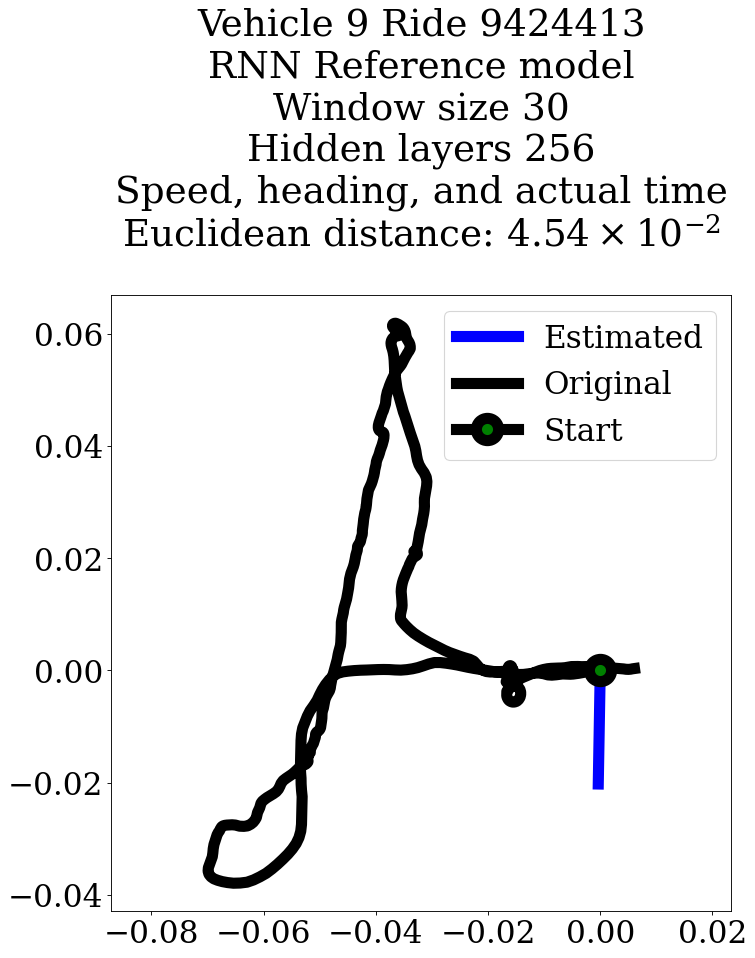 Vehicle 9 Ride 9424413
RNN Reference model
Window size 30
Hidden layers 256
Speed, heading, and actual time
Euclidean distance: 4.54 × 10⁻²
Estimated
Original
Start
0.06
0.04
0.02
0.00
−0.02
−0.04
−0.08 −0.06 −0.04 −0.02 0.00 0.02